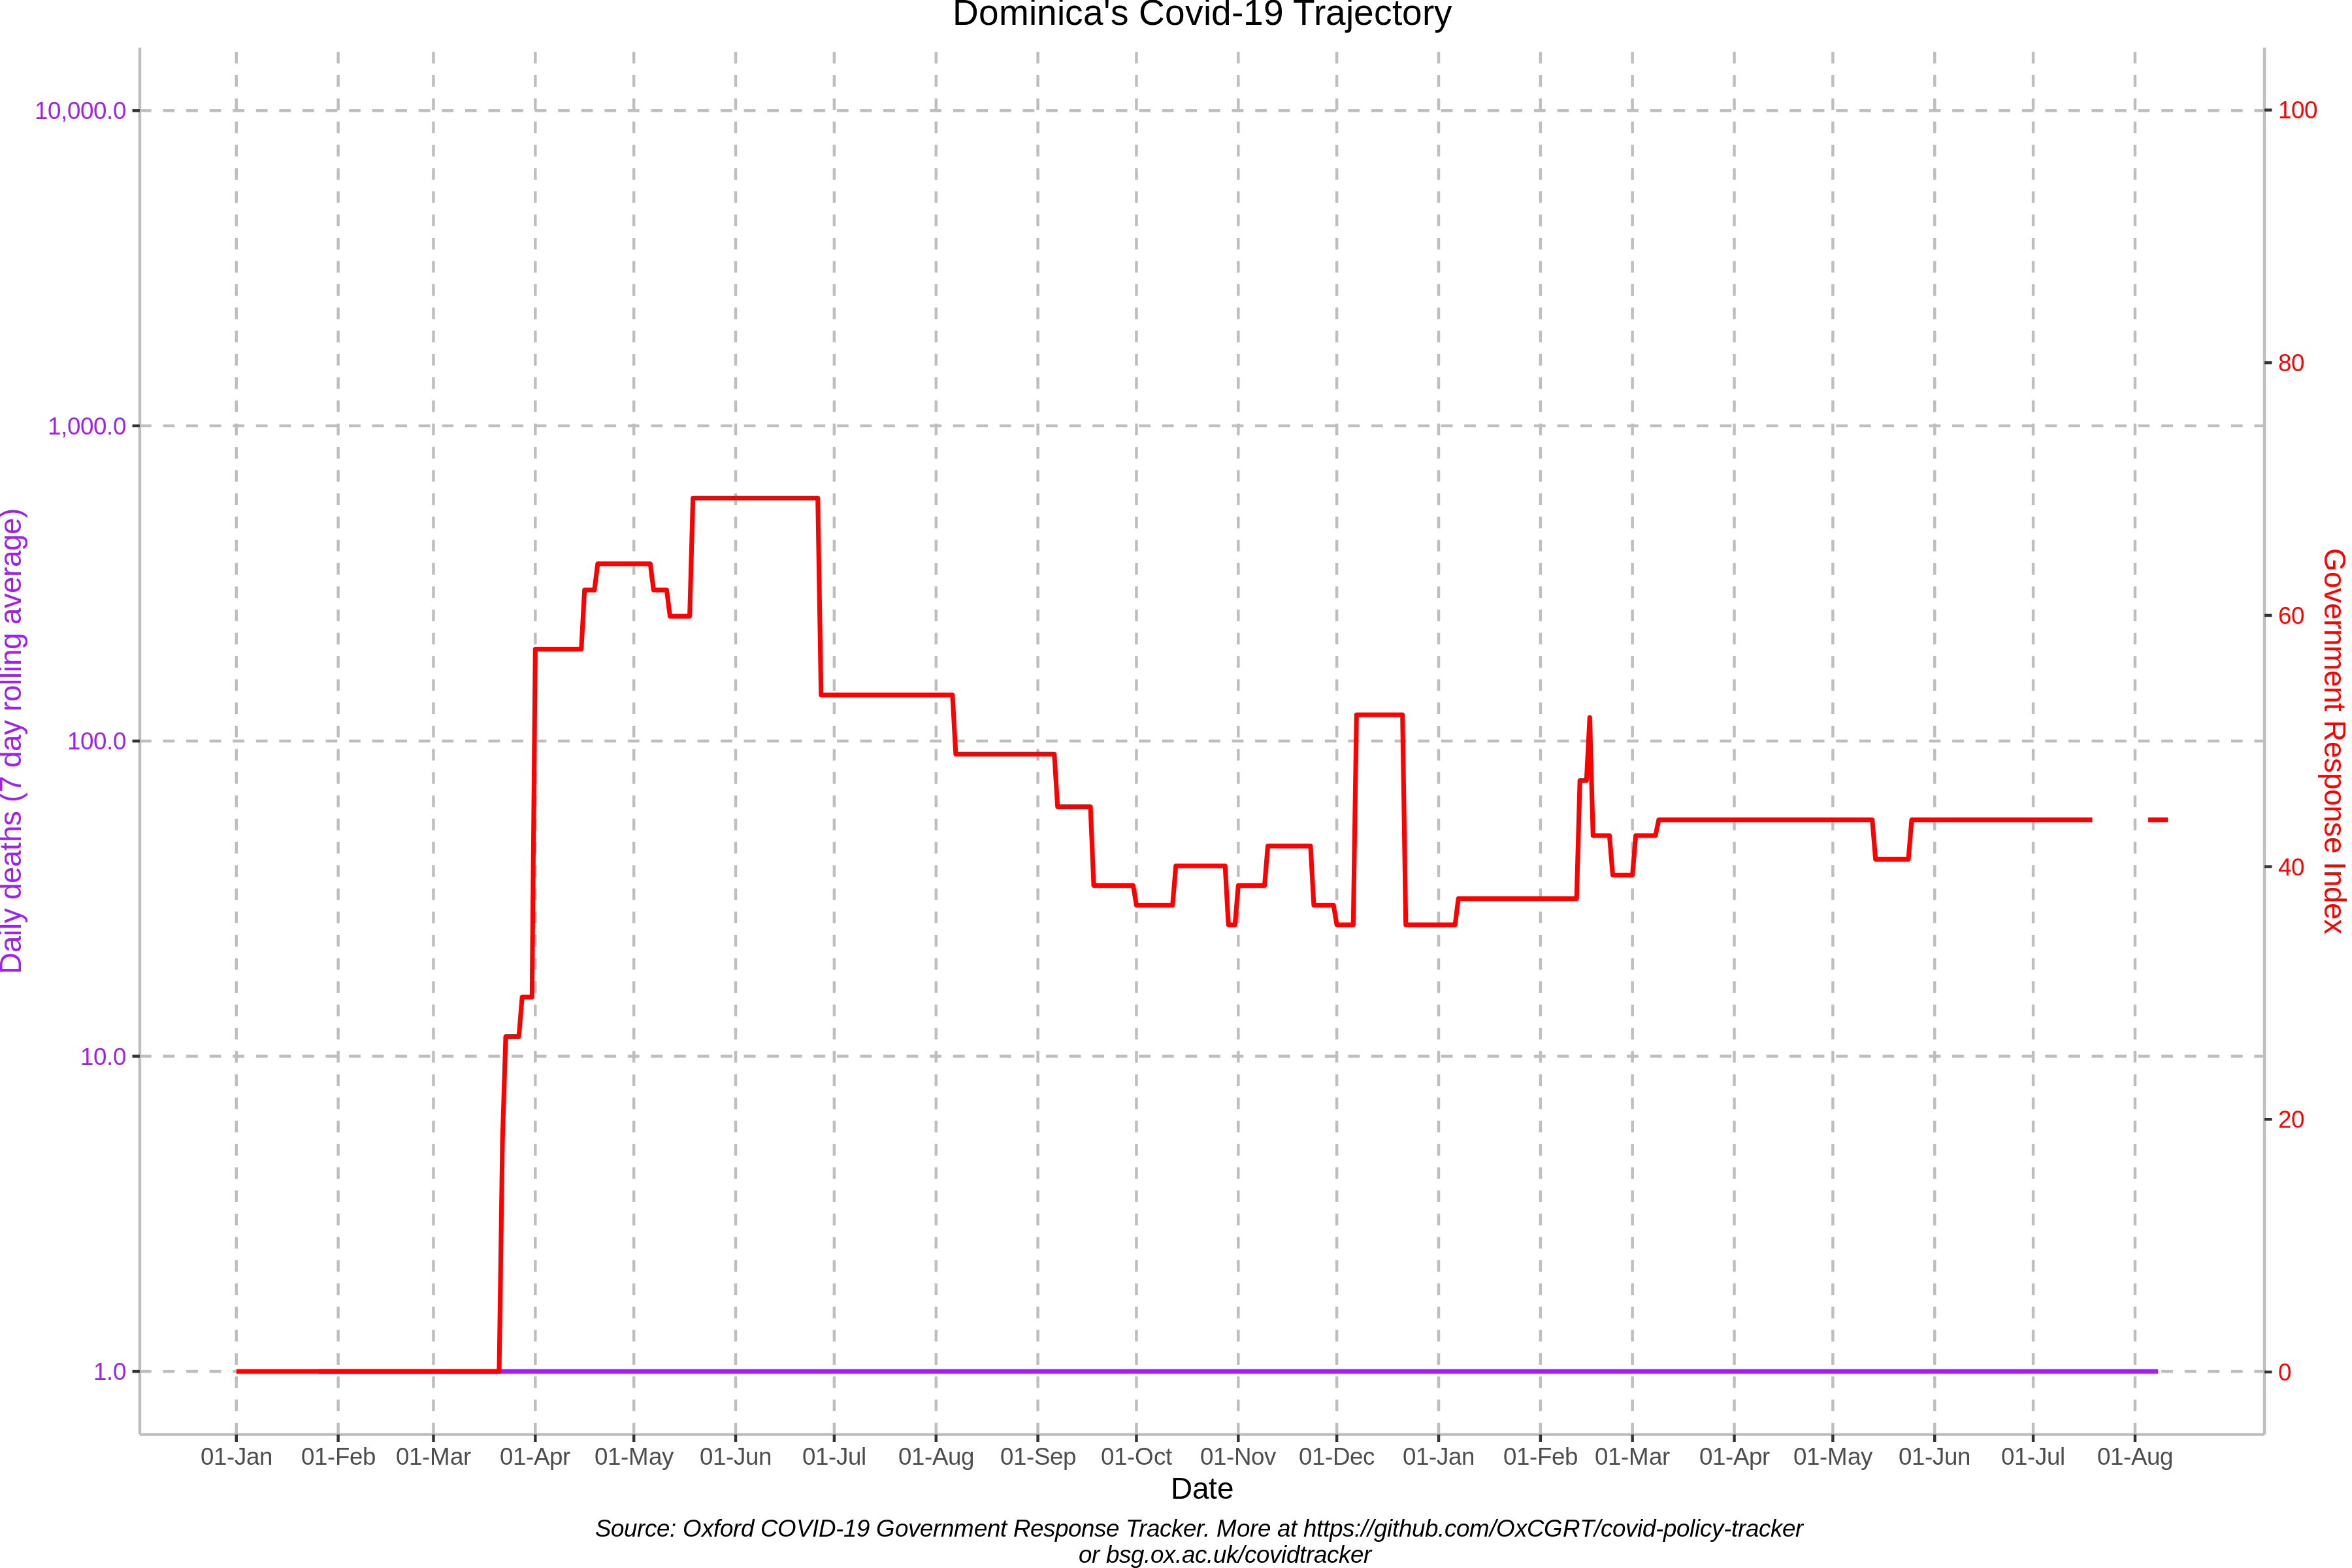 Dominica's Covid-19 Trajectory
10,000.0
1,000.0
100.0
10.0
1.0
Daily deaths (7 day rolling average)
100
80
60
40
20
0
Government Response Index
01-Jan 01-Feb 01-Mar 01-Apr 01-May 01-Jun 01-Jul 01-Aug 01-Sep 01-Oct 01-Nov 01-Dec 01-Jan 01-Feb 01-Mar 01-Apr 01-May 01-Jun 01-Jul 01-Aug
Date
Source: Oxford COVID-19 Government Response Tracker. More at https://github.com/OxCGRT/covid-policy-tracker
or bsg.ox.ac.uk/covidtracker